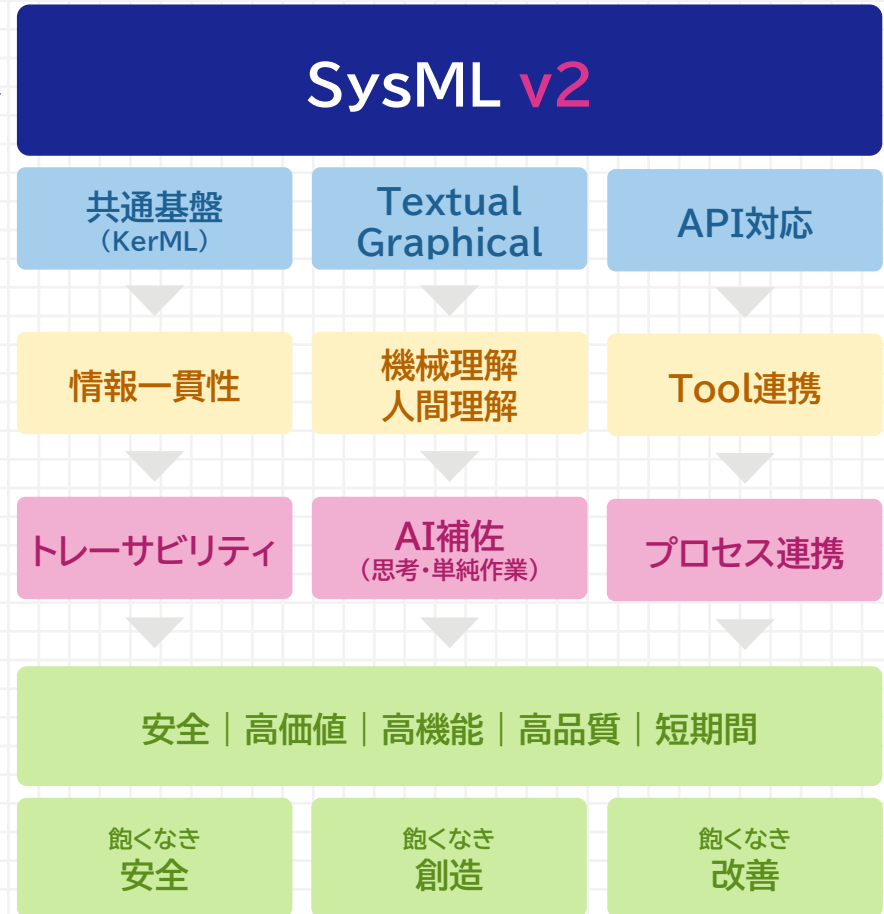 SysML v2
共通基盤
（KerML）
Textual
Graphical
API対応
情報一貫性
機械理解
人間理解
Tool連携
トレーサビリティ
AI補佐
（思考・単純作業）
プロセス連携
安全｜高価値｜高機能｜高品質｜短期間
飽くなき
安全
飽くなき
創造
飽くなき
改善